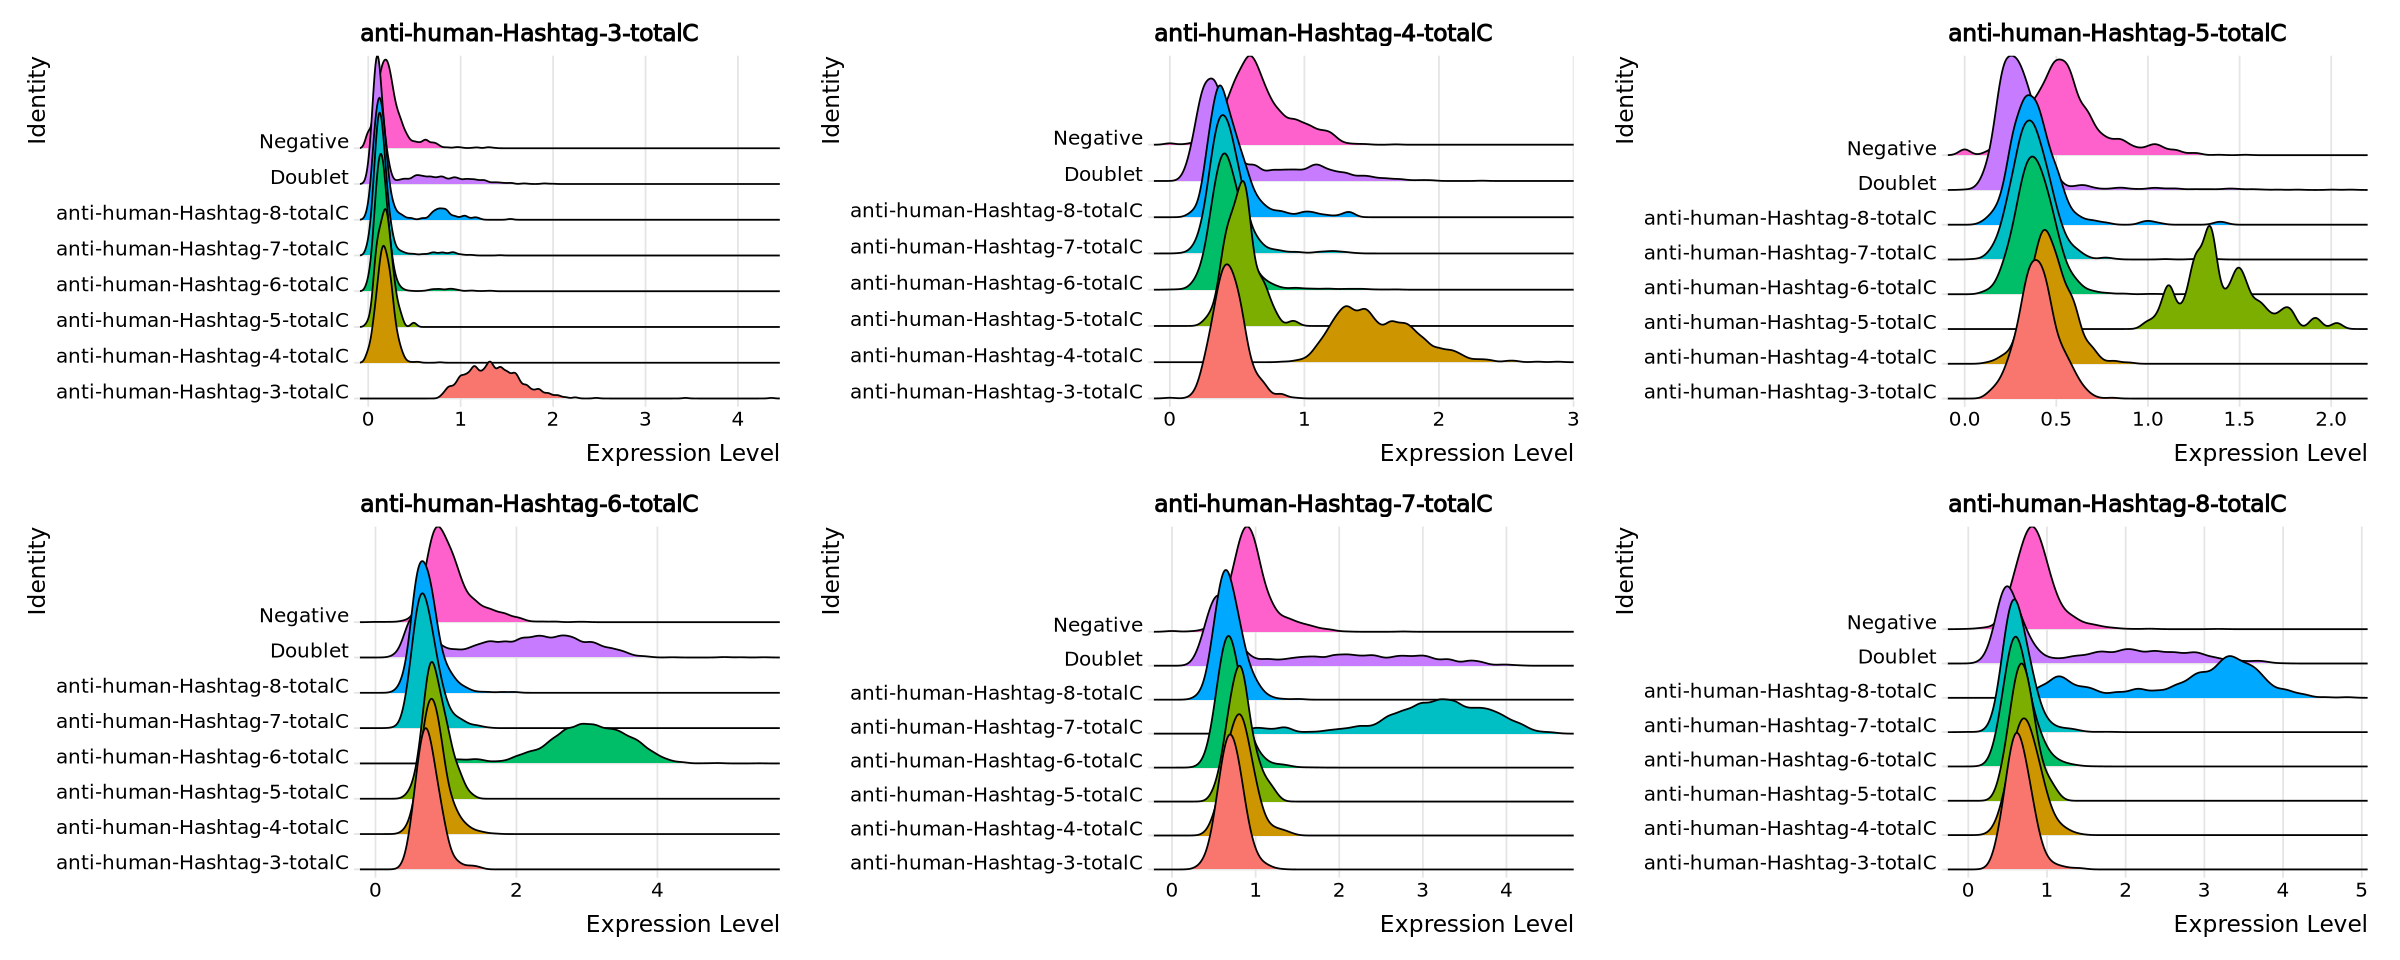 anti-human-Hashtag-3-totalC
Identity
Negative
Doublet
anti-human-Hashtag-8-totalC
anti-human-Hashtag-7-totalC
anti-human-Hashtag-6-totalC
anti-human-Hashtag-5-totalC
anti-human-Hashtag-4-totalC
anti-human-Hashtag-3-totalC
0 1 2 3 4
Expression Level
anti-human-Hashtag-4-totalC
Identity
Negative
Doublet
anti-human-Hashtag-8-totalC
anti-human-Hashtag-7-totalC
anti-human-Hashtag-6-totalC
anti-human-Hashtag-5-totalC
anti-human-Hashtag-4-totalC
anti-human-Hashtag-3-totalC
0 1 2 3
Expression Level
anti-human-Hashtag-5-totalC
Identity
Negative
Doublet
anti-human-Hashtag-8-totalC
anti-human-Hashtag-7-totalC
anti-human-Hashtag-6-totalC
anti-human-Hashtag-5-totalC
anti-human-Hashtag-4-totalC
anti-human-Hashtag-3-totalC
0.0 0.5 1.0 1.5 2.0
Expression Level
anti-human-Hashtag-6-totalC
Identity
Negative
Doublet
anti-human-Hashtag-8-totalC
anti-human-Hashtag-7-totalC
anti-human-Hashtag-6-totalC
anti-human-Hashtag-5-totalC
anti-human-Hashtag-4-totalC
anti-human-Hashtag-3-totalC
0 2 4
Expression Level
anti-human-Hashtag-7-totalC
Identity
Negative
Doublet
anti-human-Hashtag-8-totalC
anti-human-Hashtag-7-totalC
anti-human-Hashtag-6-totalC
anti-human-Hashtag-5-totalC
anti-human-Hashtag-4-totalC
anti-human-Hashtag-3-totalC
0 1 2 3 4
Expression Level
anti-human-Hashtag-8-totalC
Identity
Negative
Doublet
anti-human-Hashtag-8-totalC
anti-human-Hashtag-7-totalC
anti-human-Hashtag-6-totalC
anti-human-Hashtag-5-totalC
anti-human-Hashtag-4-totalC
anti-human-Hashtag-3-totalC
0 1 2 3 4 5
Expression Level